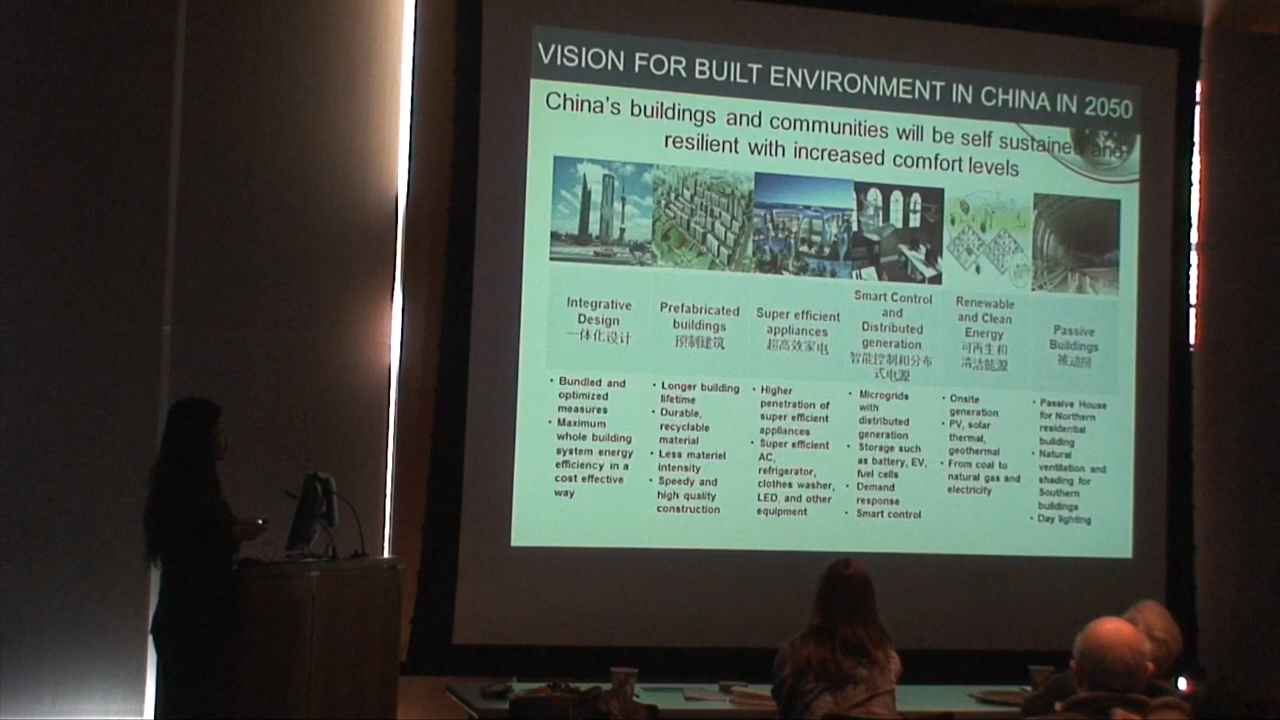 VISION FOR BUILT ENVIRONMENT IN CHINA IN 2050
China's buildings and communities will be self sustained and
resilient with increased comfort levels
Integrative
Design
一体化设计
Prefabricated
buildings
预制建筑
Super efficient
appliances
超高效家电
Smart Control
and
Distributed
generation
智能控制和分布
式电源
Renewable
and Clean
Energy
可再生和
清洁能源
Passive
Buildings
被动房
• Bundled and
optimized
measures
• Maximum
whole building
system energy
efficiency in a
cost effective
way
• Longer building
lifetime
• Durable,
recyclable
material
• Less materiel
intensity
• Speedy and
high quality
construction
• Higher
penetration of
super efficient
appliances
• Super efficient
AC,
refrigerator,
clothes washer,
LED, and other
equipment
• Microgrids
with
distributed
generation
• Storage such
as battery, EV,
fuel cells
• Demand
response
• Smart control
• Onsite
generation
• PV, solar
thermal,
geothermal
• From coal to
natural gas and
electricity
• Passive House
for Northern
residential
building
• Natural
ventilation and
shading for
Southern
buildings
• Day lighting